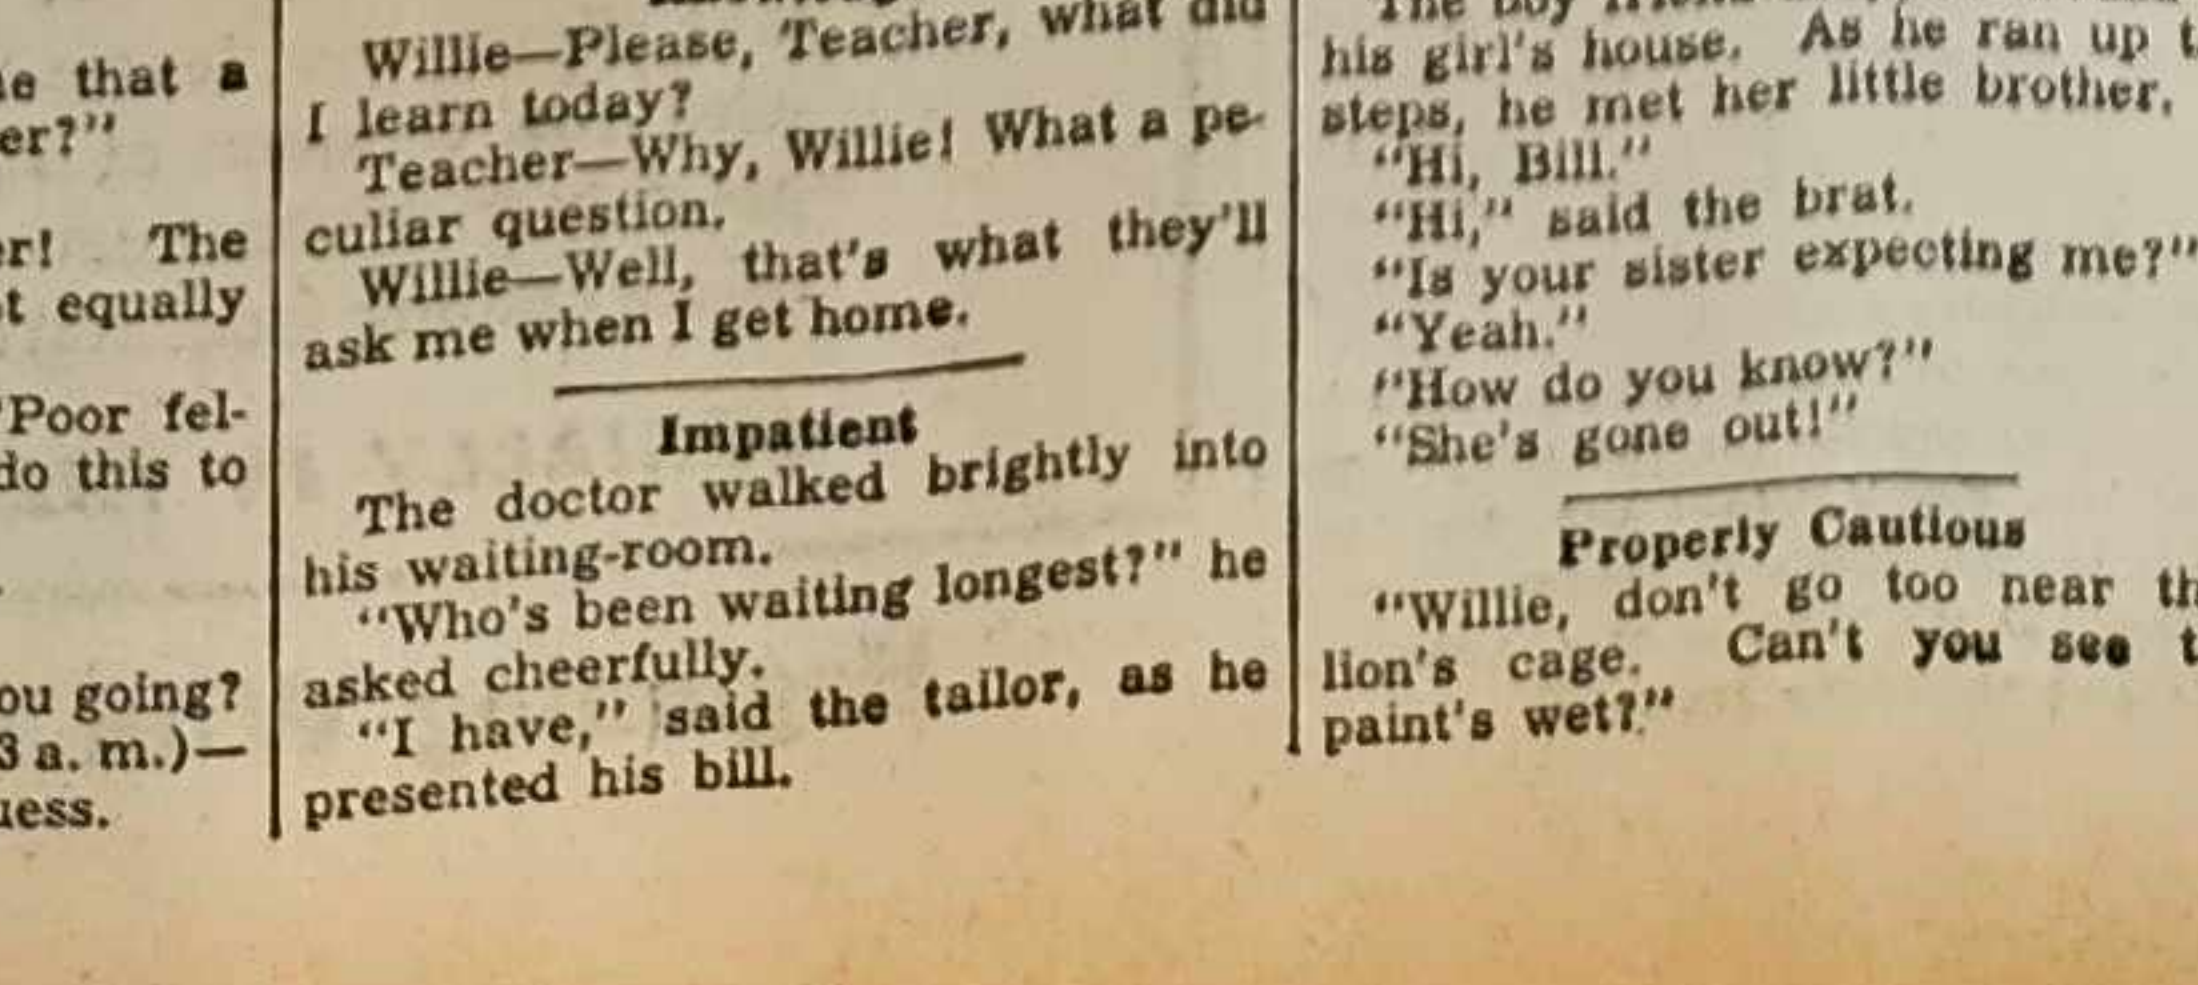 e that a
er?"
er! The
t equally
"Poor fel-
do this to
ou going?
3 a. m.)—
uess.
Willie—Please, Teacher, what did
I learn today?
Teacher—Why, Willie! What a pe-
culiar question.
Willie—Well, that's what they'll
ask me when I get home.
Impatient
The doctor walked brightly into
his waiting-room.
"Who's been waiting longest?" he
asked cheerfully.
"I have," said the tailor, as he
presented his bill.
The boy
his girl's house. As he ran up t
steps, he met her little brother.
"Hi, Bill."
"Hi," said the brat.
"Is your sister expecting me?"
"Yeah."
"How do you know?"
"She's gone out!"
Properly Cautious
"Willie, don't go too near th
lion's cage. Can't you see t
paint's wet?"